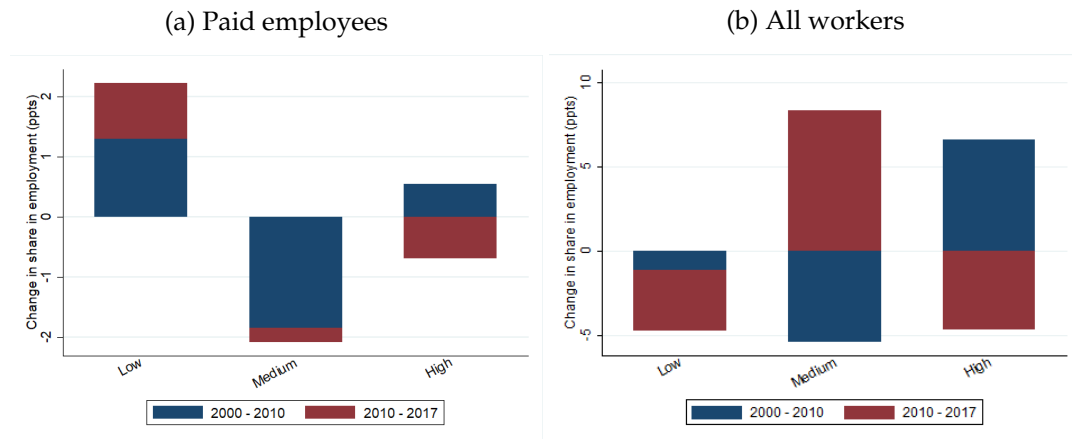 (a) Paid employees
Change in share in employment (ppts)
2
1
0
-1
-2
Low
Medium
High
2000 - 2010
2010 - 2017
(b) All workers
Change in share in employment (ppts)
10
5
0
-5
Low
Medium
High
2000 - 2010
2010 - 2017